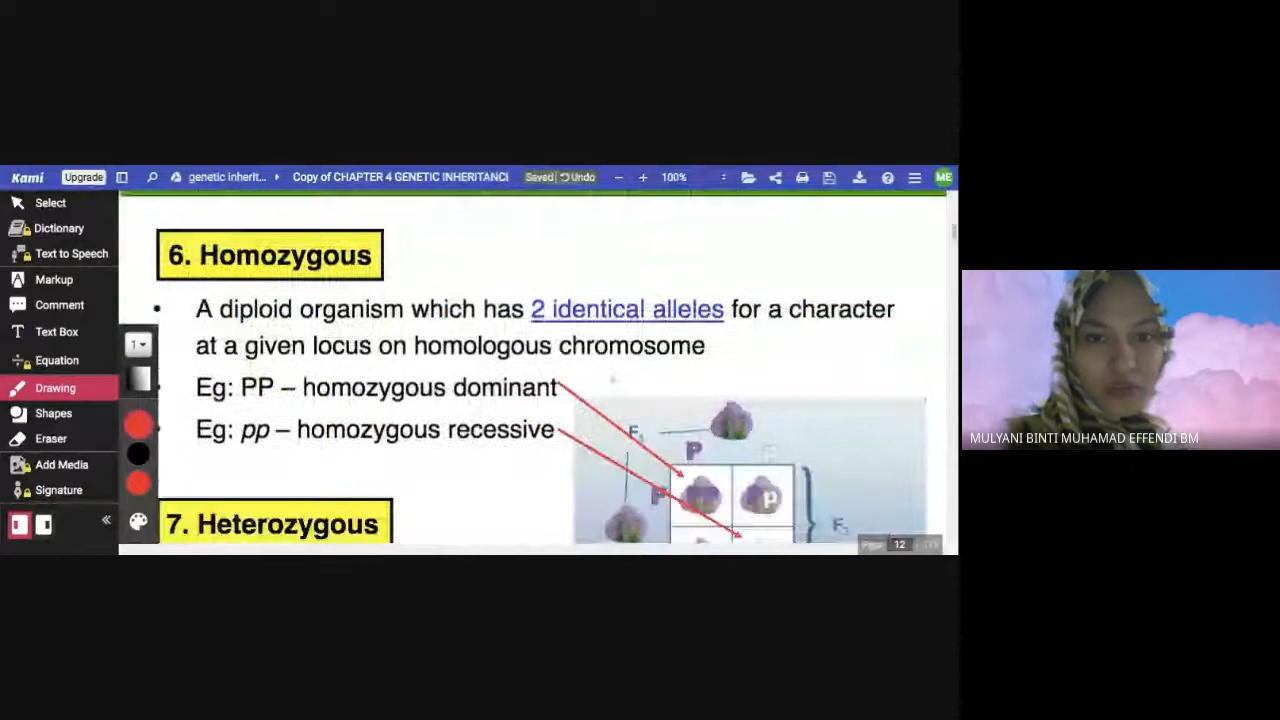 Kami Upgrade genetic inherit... Copy of CHAPTER 4 GENETIC INHERITANCI Saved Undo − + 100% ME
Select
Dictionary
Text to Speech
Markup
Comment
Text Box
Equation
Drawing
Shapes
Eraser
Add Media
Signature
1
6. Homozygous
• A diploid organism which has 2 identical alleles for a character
at a given locus on homologous chromosome
Eg: PP – homozygous dominant
Eg: pp – homozygous recessive
P
P p
7. Heterozygous
Page 12
MULYANI BINTI MUHAMAD EFFENDI BM